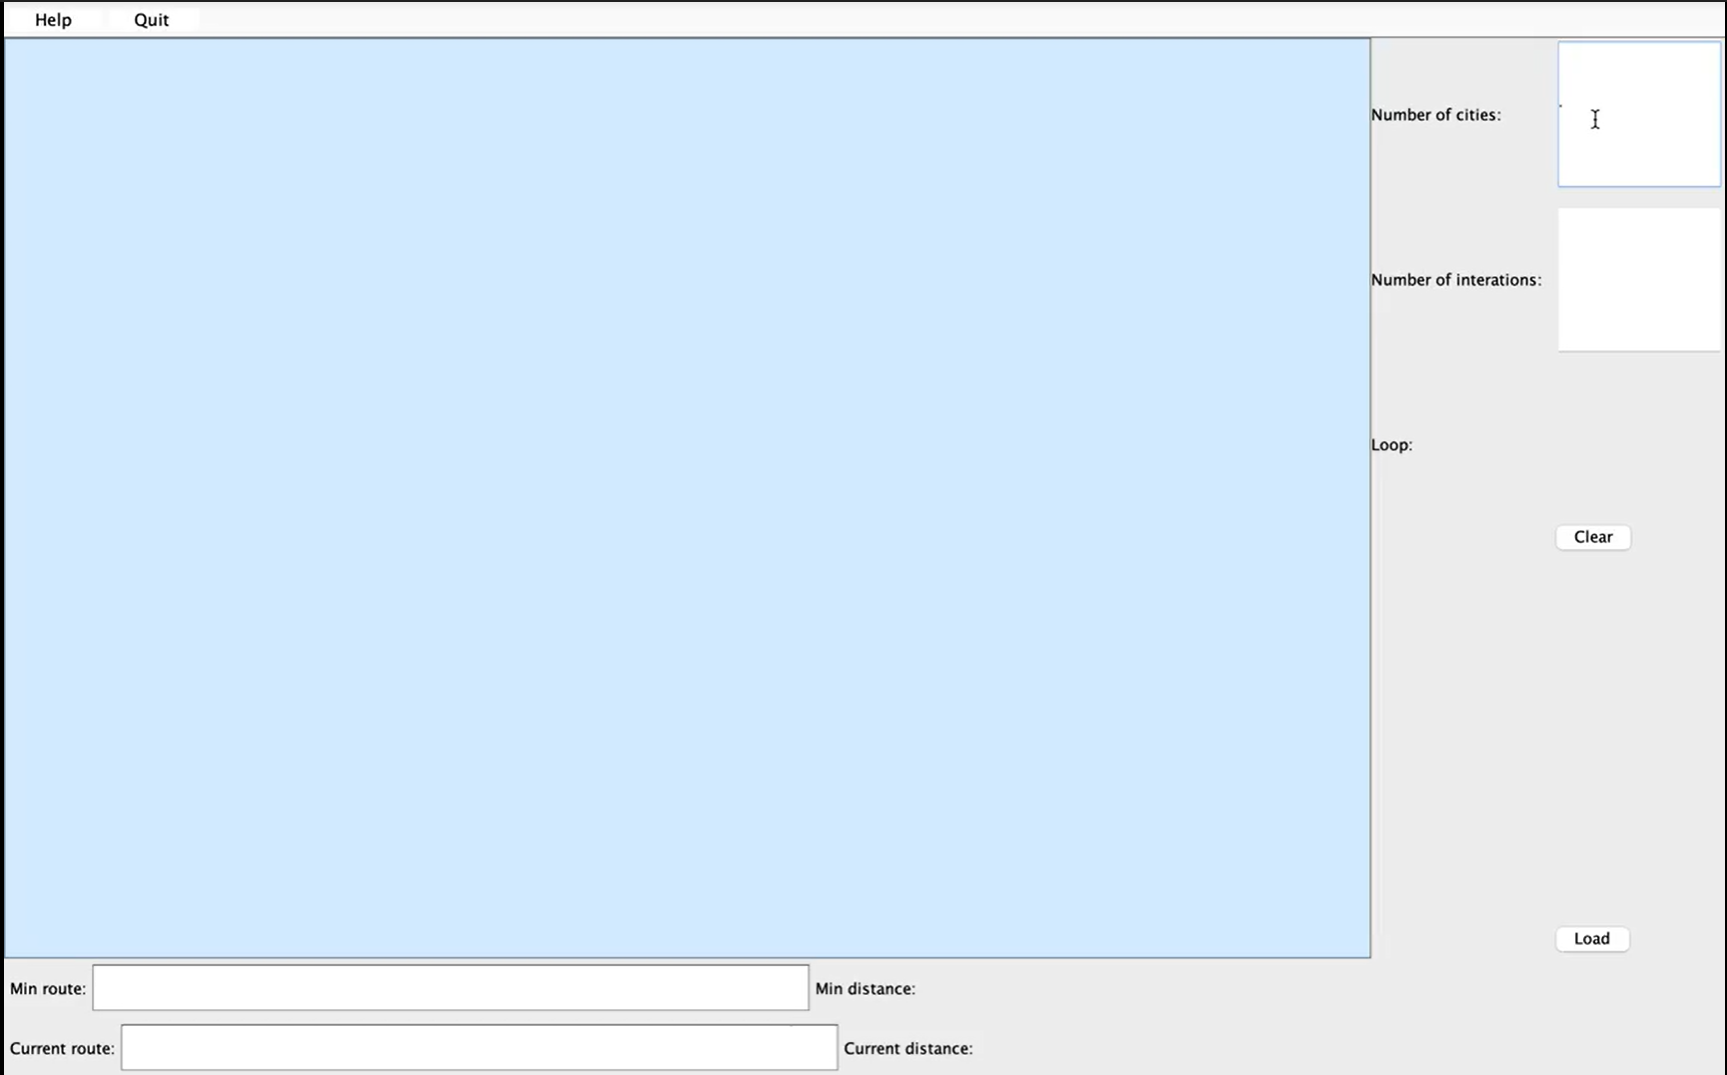 Help Quit
Number of cities:
Number of interations:
Loop:
Clear
Load
Min route: Min distance:
Current route: Current distance: